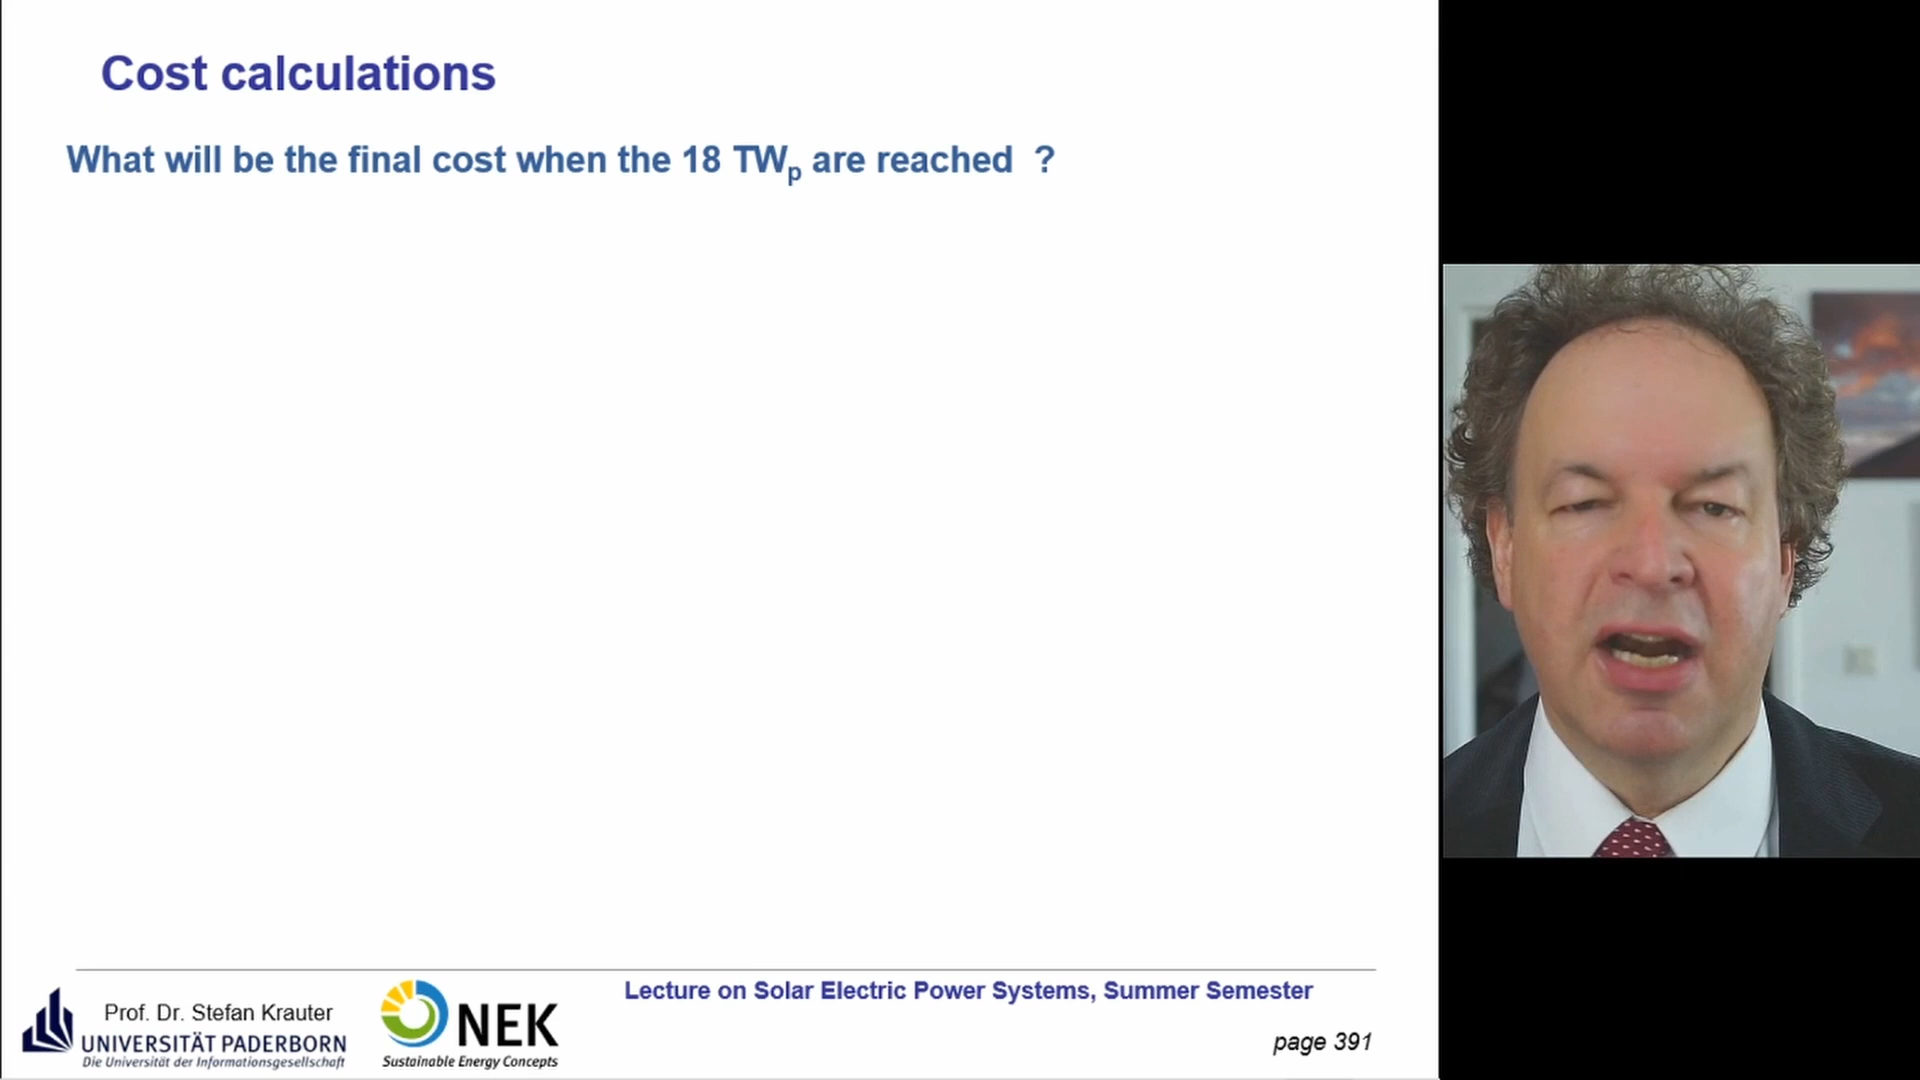 Cost calculations
What will be the final cost when the 18 TWp are reached ?
Prof. Dr. Stefan Krauter
UNIVERSITÄT PADERBORN
Die Universität der Informationsgesellschaft
NEK
Sustainable Energy Concepts
Lecture on Solar Electric Power Systems, Summer Semester
page 391